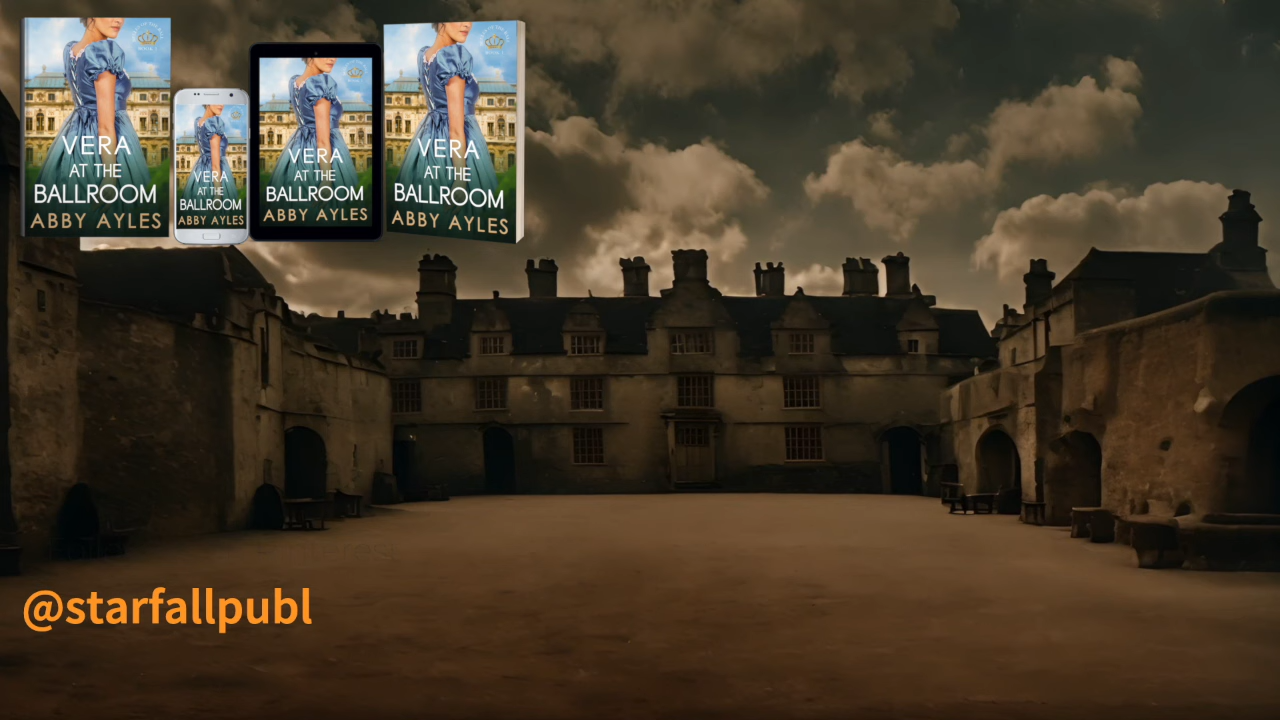 VERA
AT THE
BALLROOM
ABBY AYLES
VERA
AT THE
BALLROOM
ABBY AYLES
VERA
AT THE
BALLROOM
ABBY AYLES
VERA
AT THE
BALLROOM
ABBY AYLES
@starfallpubl